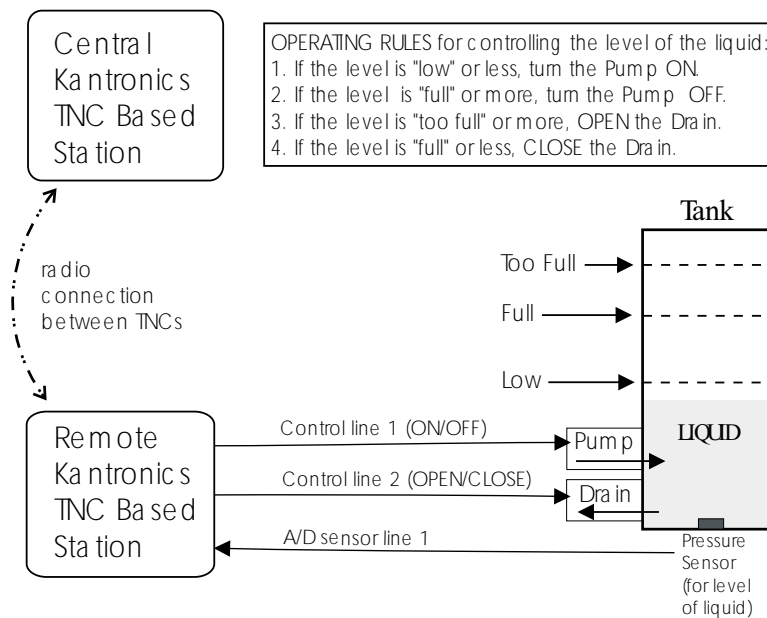 Central
Kantronics
TNC Based
Station
OPERATING RULES for controlling the level of the liquid:
1. If the level is "low" or less, turn the Pump ON.
2. If the level is "full" or more, turn the Pump OFF.
3. If the level is "too full" or more, OPEN the Drain.
4. If the level is "full" or less, CLOSE the Drain.
radio
connection
between TNCs
Tank
Too Full
Full
Low
LIQUID
Remote
Kantronics
TNC Based
Station
Control line 1 (ON/OFF)
Pump
Control line 2 (OPEN/CLOSE)
Drain
A/D sensor line 1
Pressure
Sensor
(for level
of liquid)